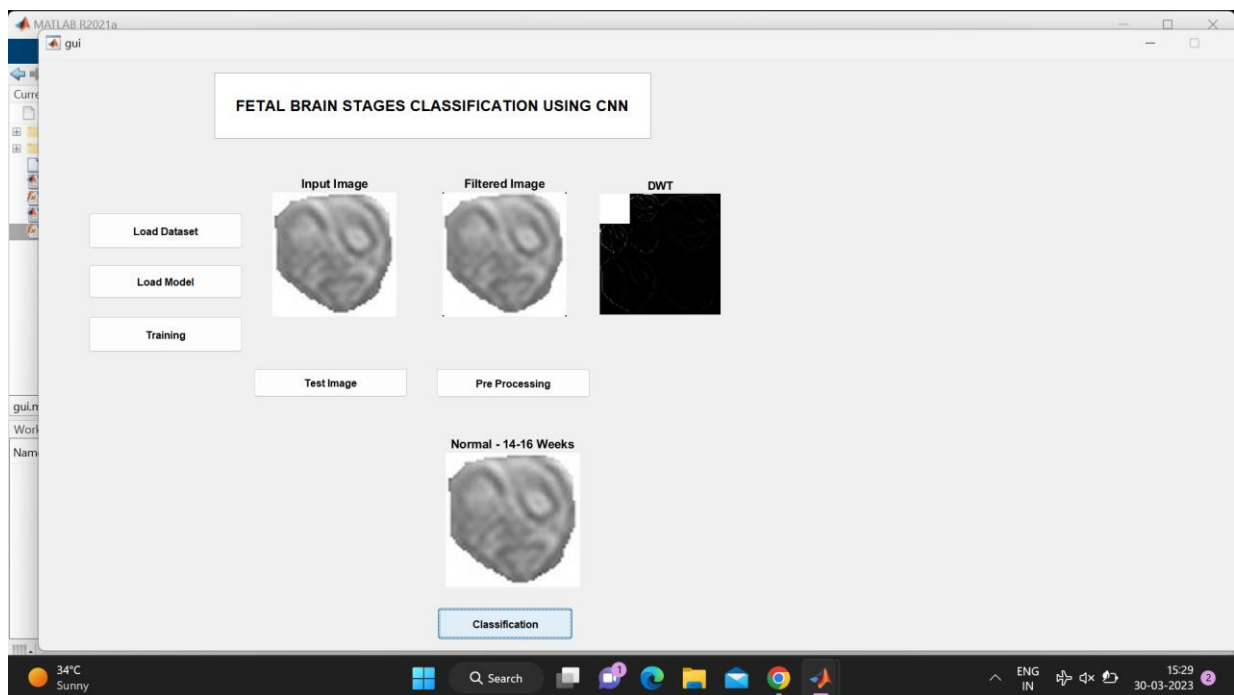 MATLAB R2021a
gui
Curre
FETAL BRAIN STAGES CLASSIFICATION USING CNN
Input Image
Filtered Image
DWT
Load Dataset
Load Model
Training
Test Image
Pre Processing
gui.m
Work
Nam
Normal - 14-16 Weeks
Classification
34°C
Sunny
Search
1
ENG
IN
15:29
30-03-2023
2